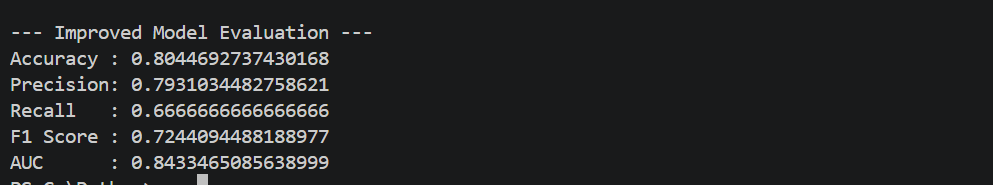 --- Improved Model Evaluation ---
Accuracy : 0.8044692737430168
Precision: 0.7931034482758621
Recall   : 0.6666666666666666
F1 Score : 0.7244094488188977
AUC      : 0.8433465085638999